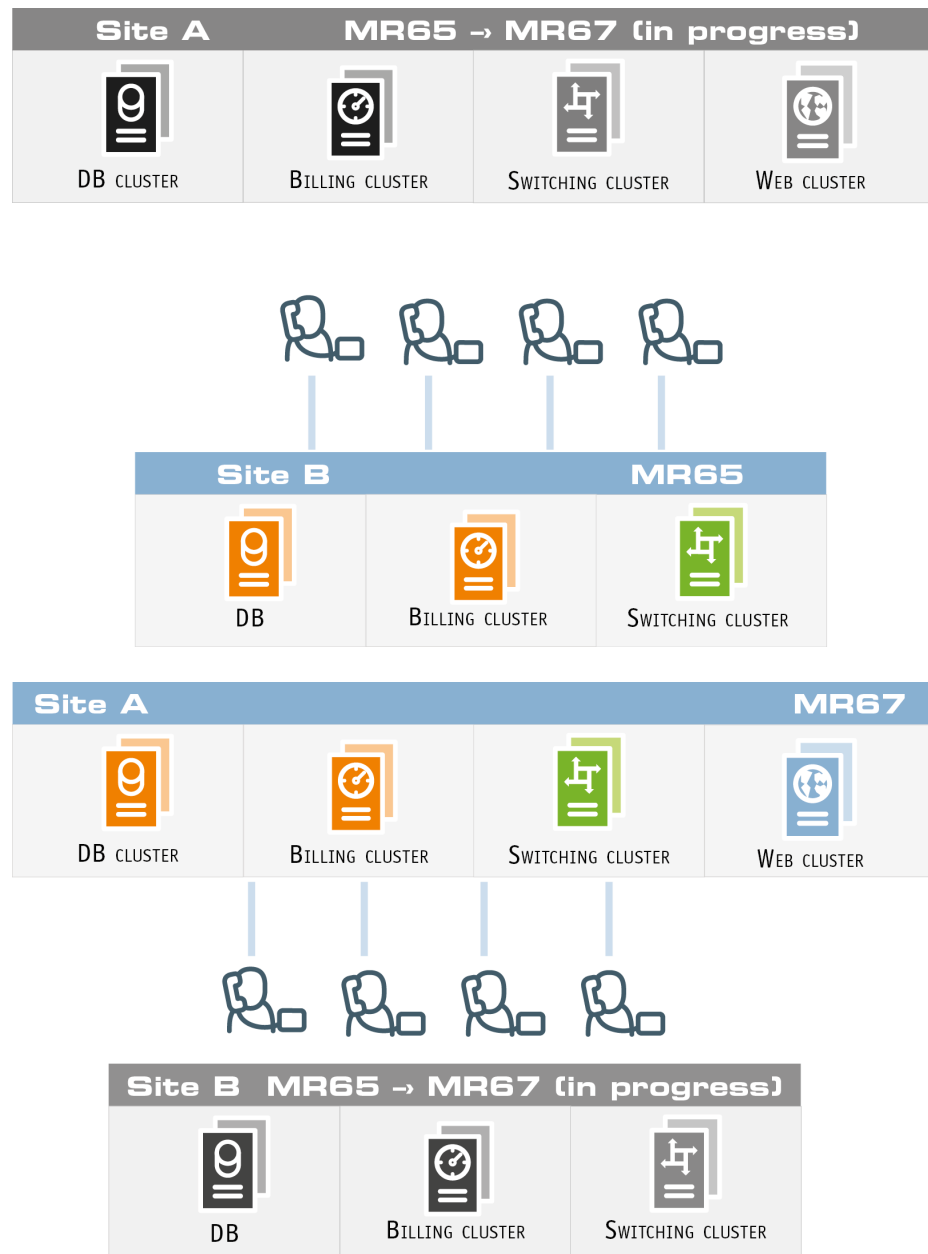 Site A MR65 → MR67 (in progress)
DB CLUSTER BILLING CLUSTER SWITCHING CLUSTER WEB CLUSTER
Site B MR65
DB BILLING CLUSTER SWITCHING CLUSTER
Site A MR67
DB CLUSTER BILLING CLUSTER SWITCHING CLUSTER WEB CLUSTER
Site B MR65 → MR67 (in progress)
DB BILLING CLUSTER SWITCHING CLUSTER